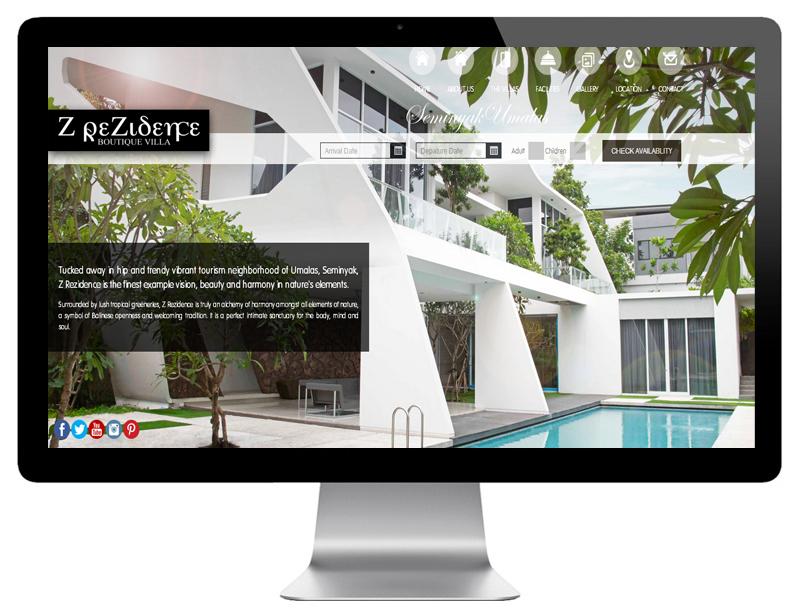 HOME ABOUT US THE VILLAS FACILITIES GALLERY LOCATION CONTACT
Seminyak Umalas
Z ReZidence
BOUTIQUE VILLA
Arrival Date Depature Date Adult Children CHECK AVAILABLITY
Tucked away in hip and trendy vibrant tourism neighborhood of Umalas, Seminyak,
Z Rezidence is the finest example vision, beauty and harmony in nature's elements.
Surrounded by lush tropical greeneries, Z Rezidence is truly an alchemy of harmony amongst all elements of nature,
a symbol of Balinese openness and welcoming tradition. It is a perfect intimate sanctuary for the body, mind and
soul.